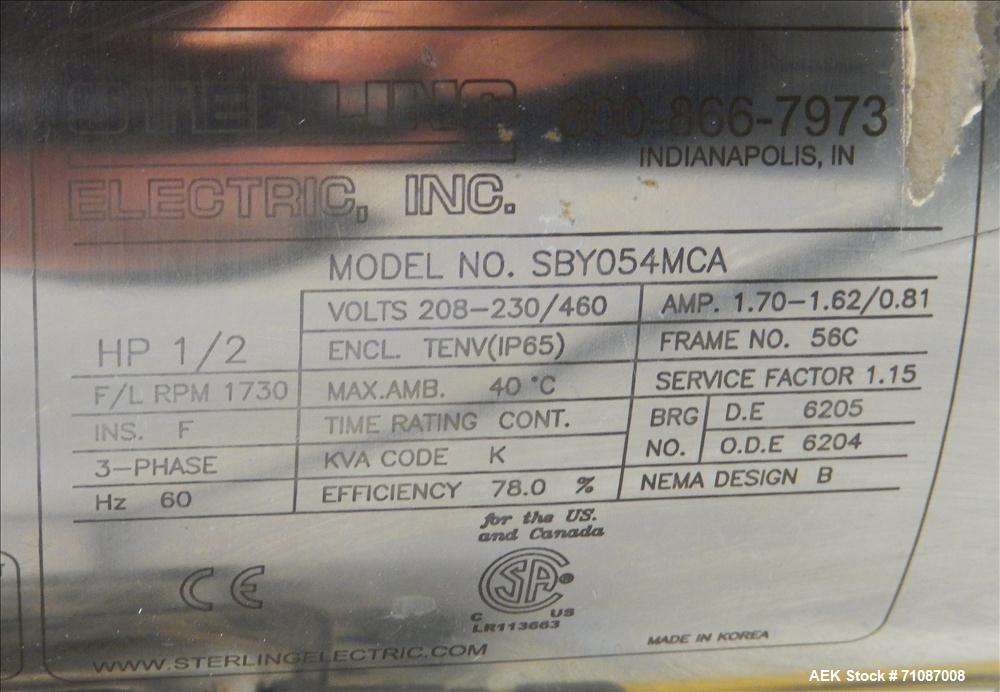 STERLING
ELECTRIC, INC.
800-866-7973
INDIANAPOLIS, IN
MODEL NO. SBY054MCA
HP 1/2
F/L RPM 1730
INS. F
3-PHASE
Hz 60
VOLTS 208-230/460
ENCL. TENV(IP65)
MAX.AMB. 40 °C
TIME RATING CONT.
KVA CODE K
EFFICIENCY 78.0 %
AMP. 1.70-1.62/0.81
FRAME NO. 56C
SERVICE FACTOR 1.15
BRG NO.
D.E 6205
O.D.E 6204
NEMA DESIGN B
for the US.
and Canada
CE
CSA®
C US
LR113663
MADE IN KOREA
WWW.STERLINGELECTRIC.COM
AEK Stock # 71087008